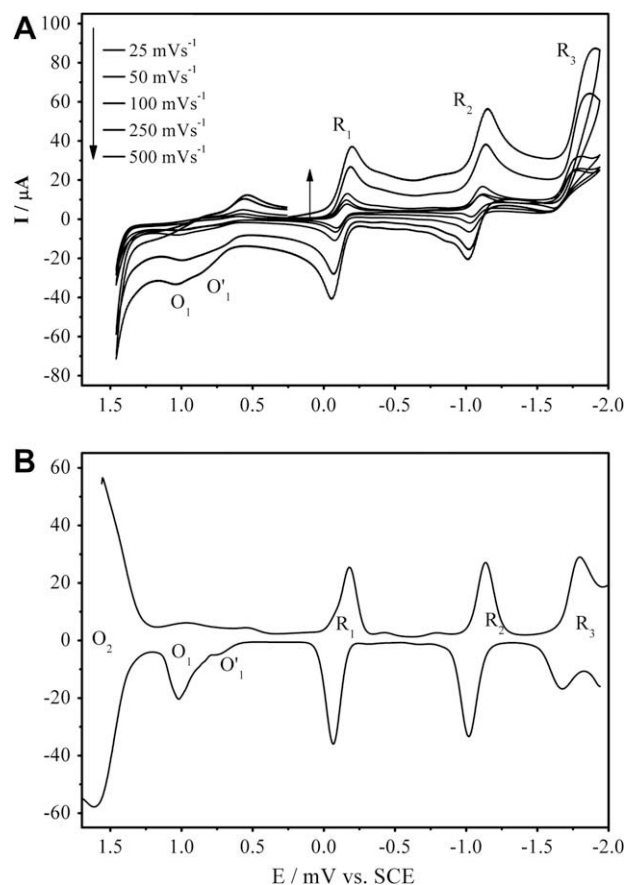 A
100
80
60
40
20
0
-20
-40
-60
-80
I / µA
25 mVs⁻¹
50 mVs⁻¹
100 mVs⁻¹
250 mVs⁻¹
500 mVs⁻¹
R₁
R₂
R₃
O₁
O'₁
1.5 1.0 0.5 0.0 -0.5 -1.0 -1.5 -2.0
B
60
40
20
0
-20
-40
-60
O₂
O₁
O'₁
R₁
R₂
R₃
1.5 1.0 0.5 0.0 -0.5 -1.0 -1.5 -2.0
E / mV vs. SCE